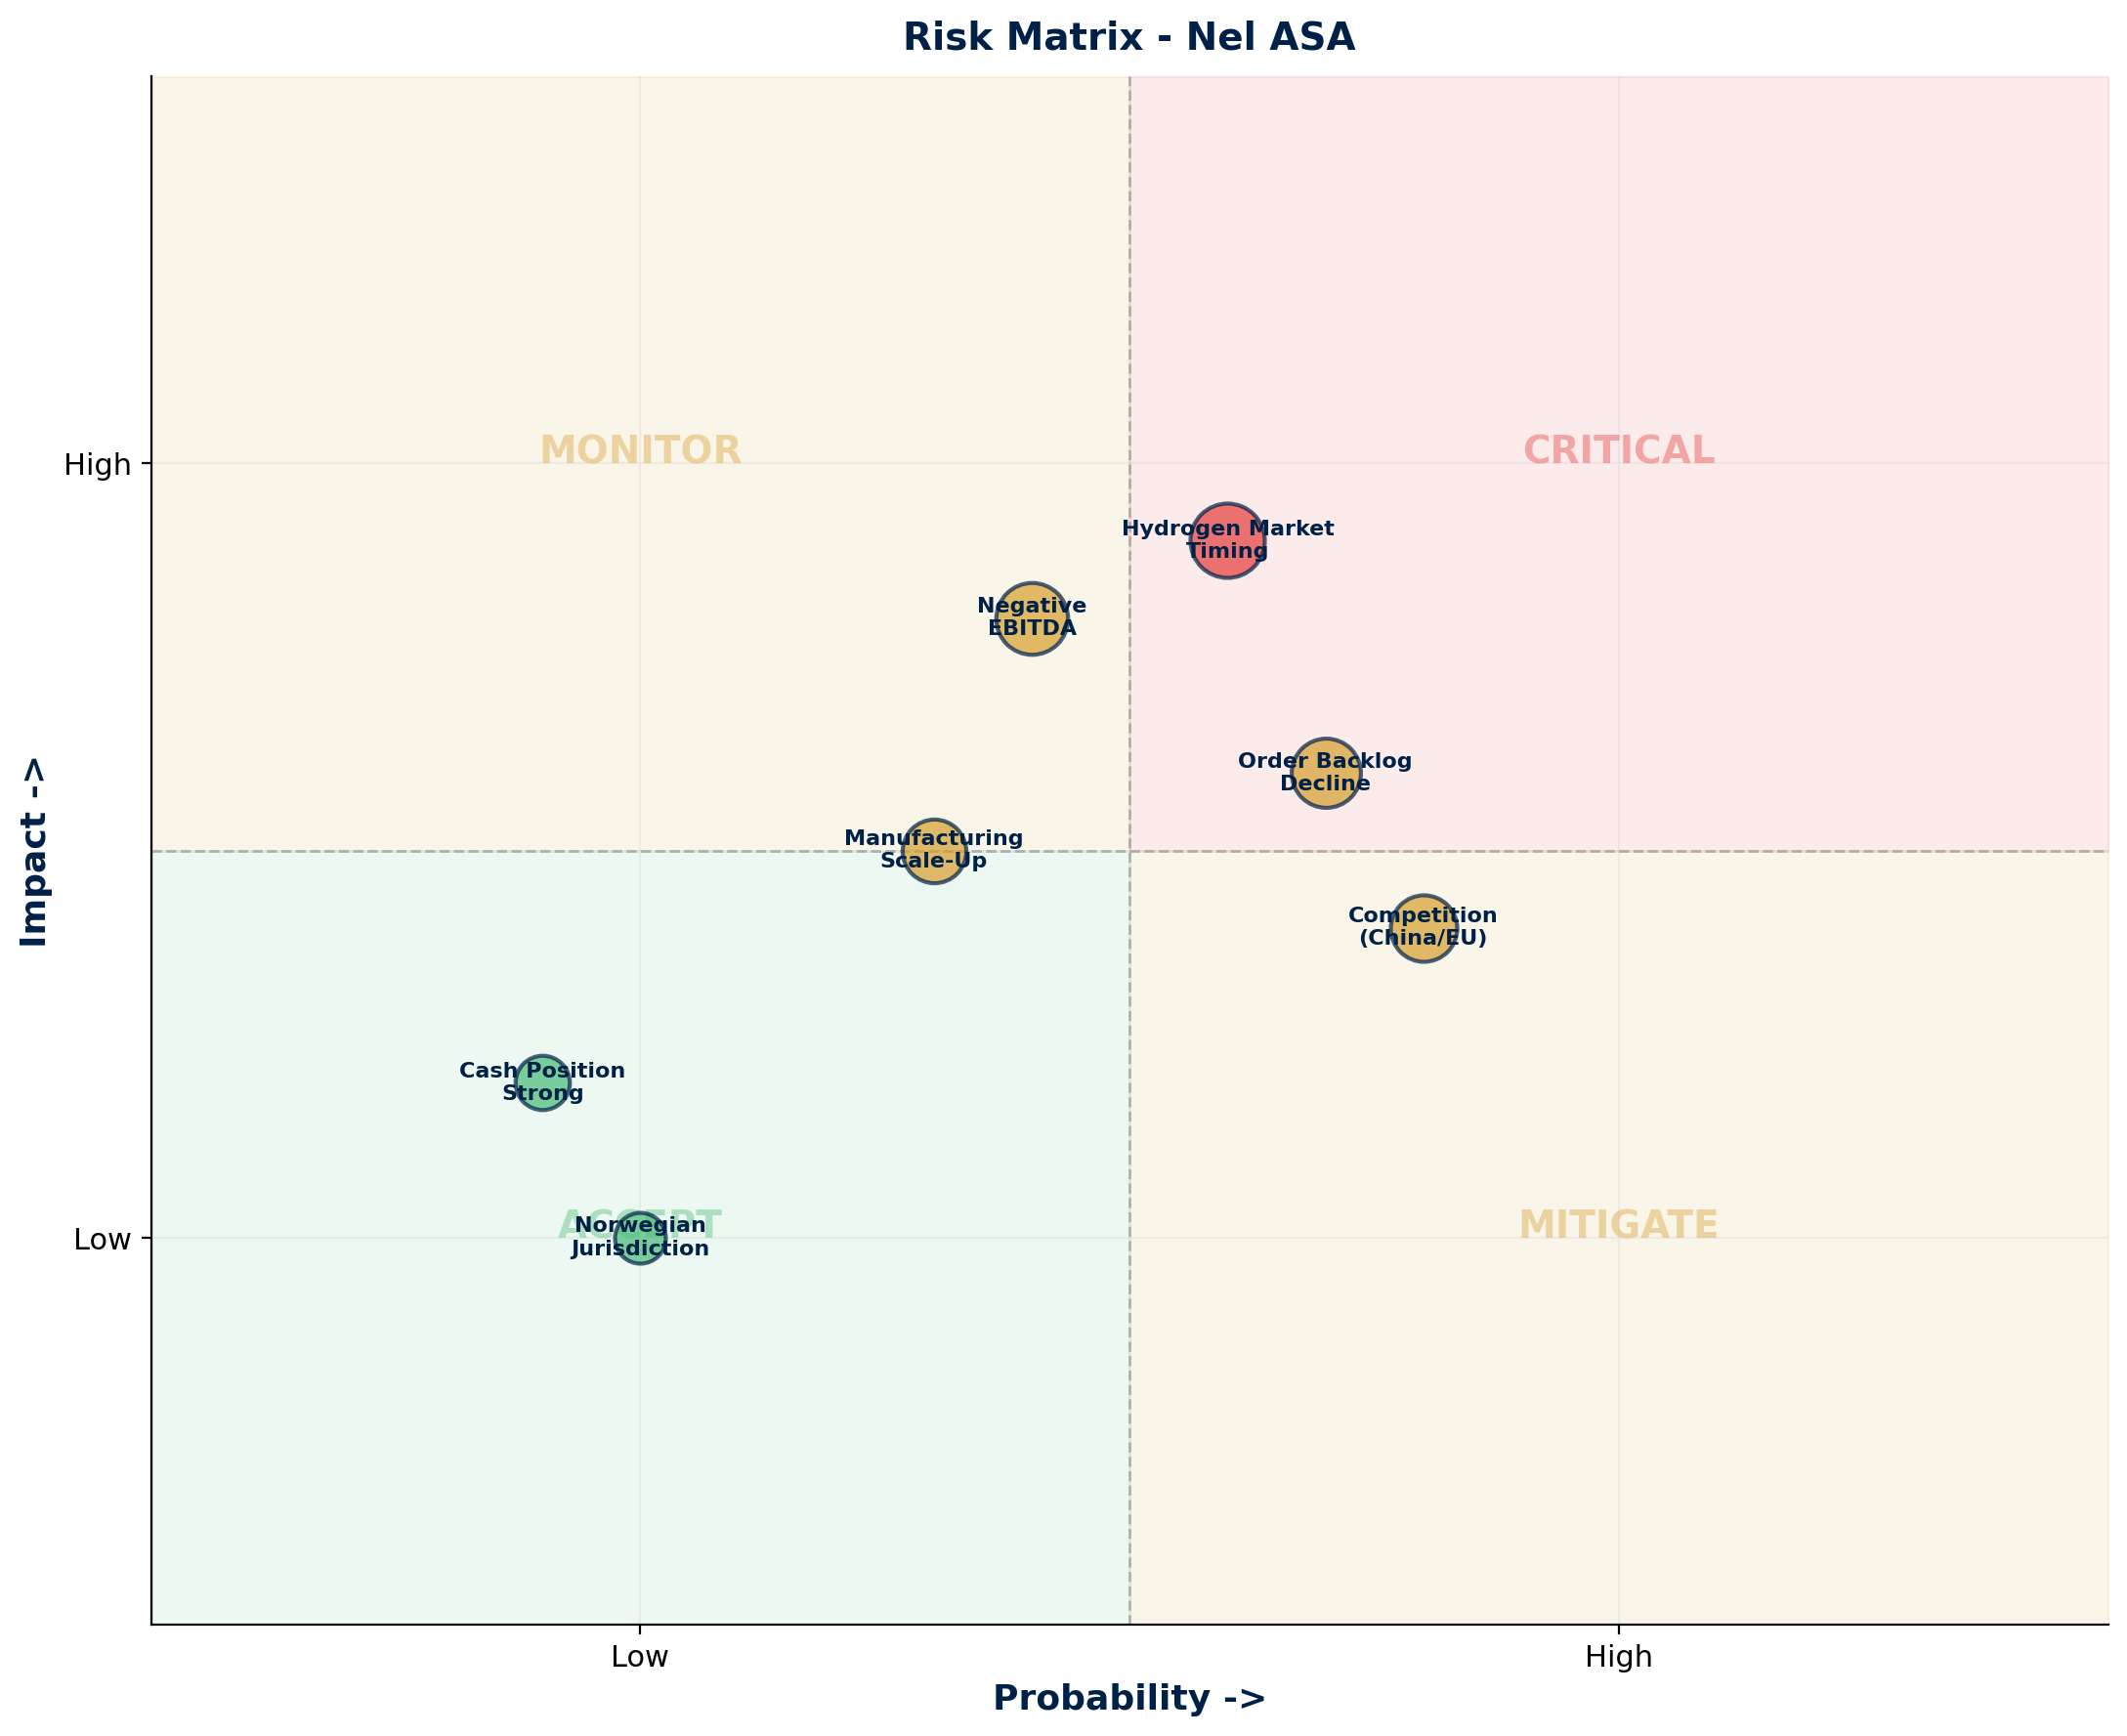 Risk Matrix - Nel ASA
MONITOR
CRITICAL
High
Hydrogen Market
Timing
Negative
EBITDA
Order Backlog
Decline
Manufacturing
Scale-Up
Impact ->
Competition
(China/EU)
Cash Position
Strong
ACCEPT
Norwegian
Jurisdiction
MITIGATE
Low
Low
High
Probability ->